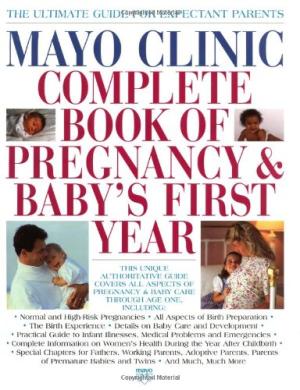 THE ULTIMATE GUIDE FOR EXPECTANT PARENTS
MAYO CLINIC
COMPLETE
BOOK OF
PREGNANCY &
BABY'S FIRST
YEAR
THIS UNIQUE
AUTHORITATIVE GUIDE
COVERS ALL ASPECTS OF
PREGNANCY & BABY CARE
THROUGH AGE ONE,
INCLUDING:
• Normal and High-Risk Pregnancies • All Aspects of Birth Preparation •
• The Birth Experience • Details on Baby Care and Development •
• Practical Guide to Infant Illnesses, Medical Problems and Emergencies •
• Complete Information on Women's Health During the Year After Childbirth •
• Special Chapters for Fathers, Working Parents, Adoptive Parents, Parents
of Premature Babies and Twins • And Much, Much More
mayo
Copyrighted Material
Copyrighted Material